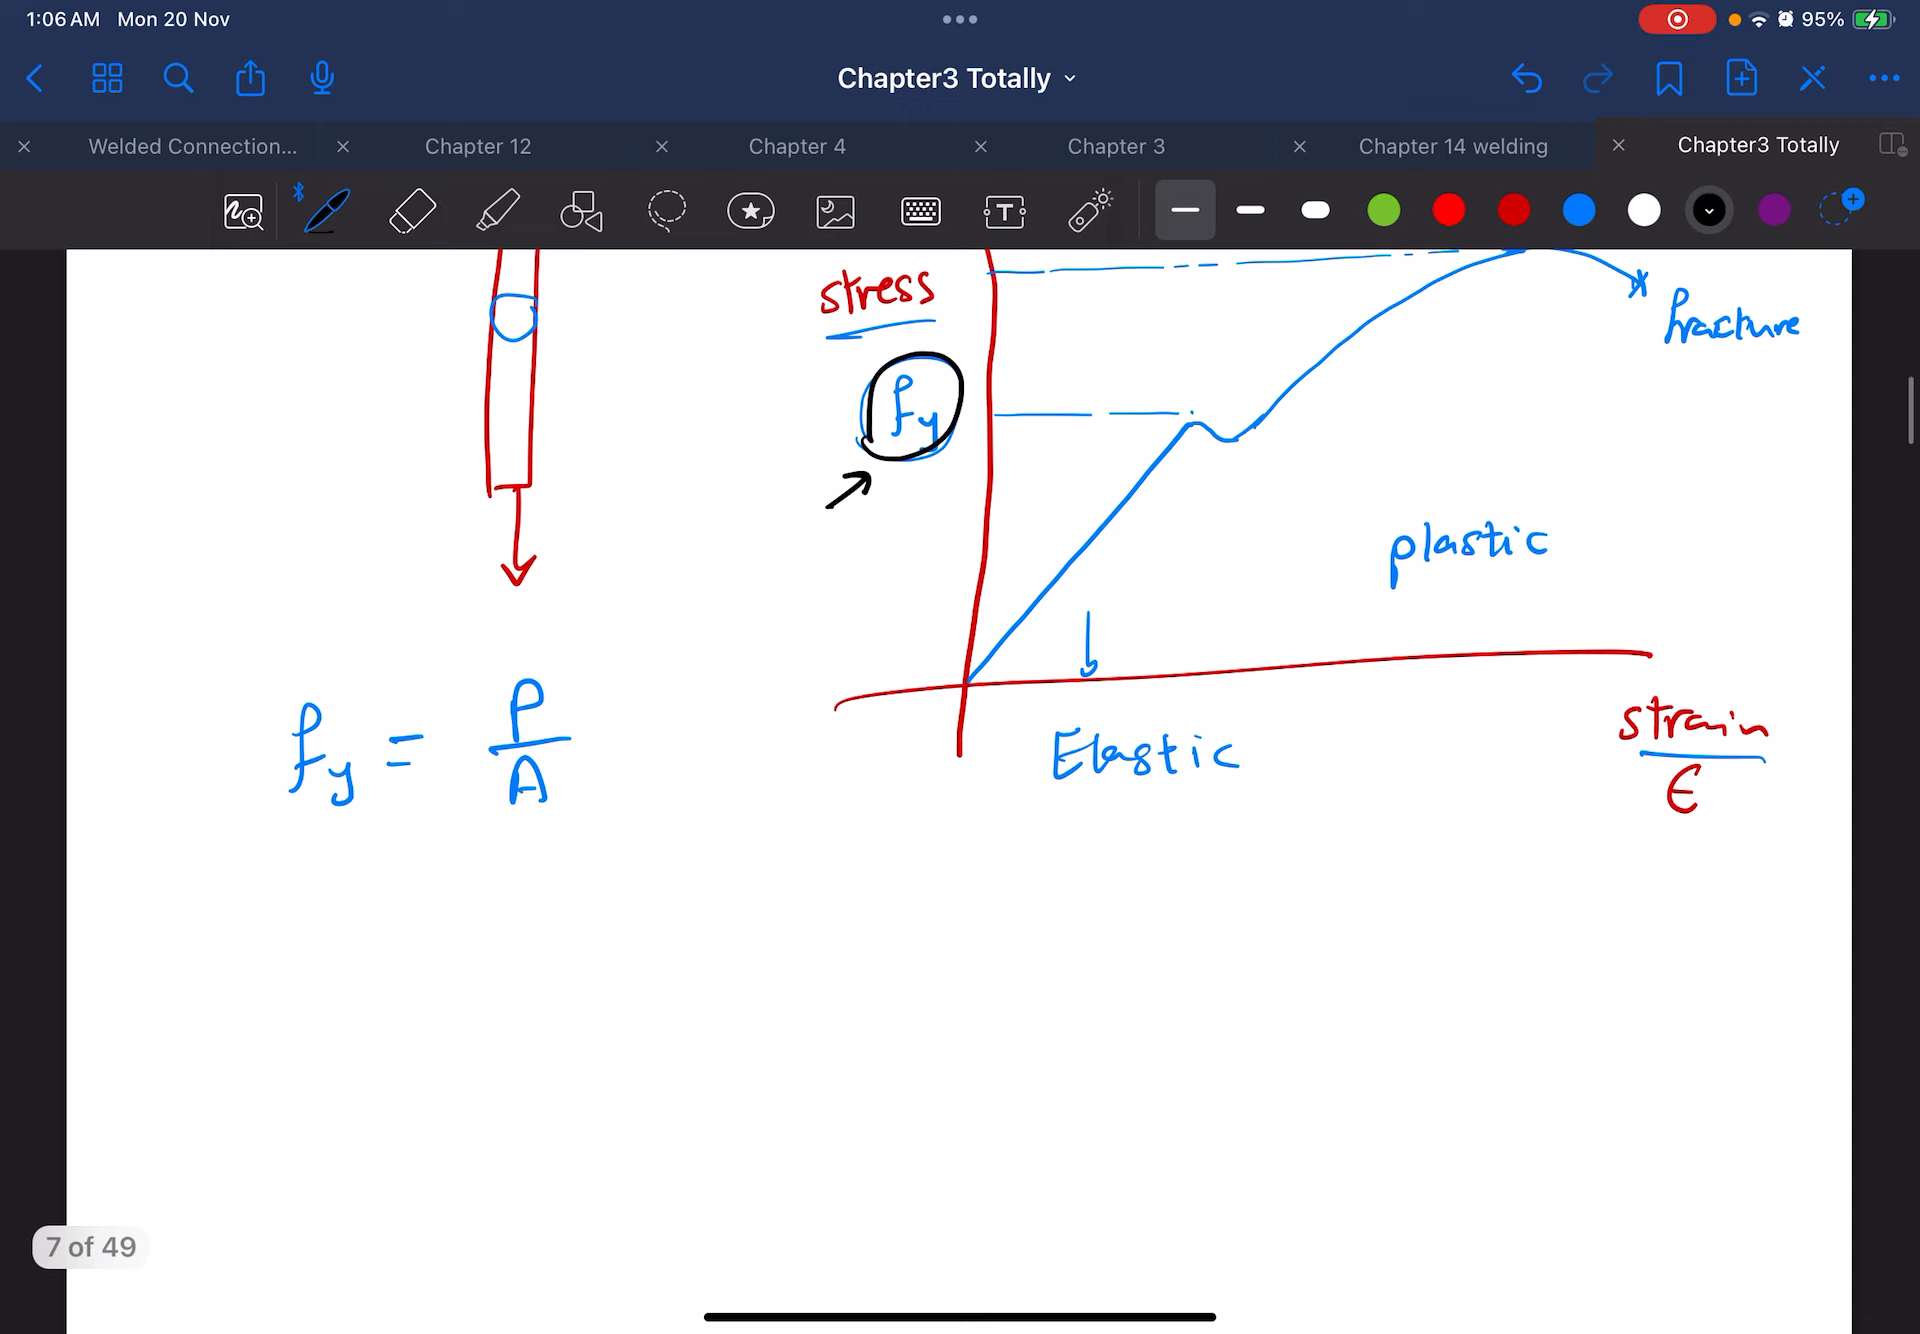 1:06 AM Mon 20 Nov
95%
Chapter3 Totally
Welded Connection...
Chapter 12
Chapter 4
Chapter 3
Chapter 14 welding
Chapter3 Totally
T
stress
fracture
fy
plastic
fy = P/A
Elastic
strain
ϵ
7 of 49